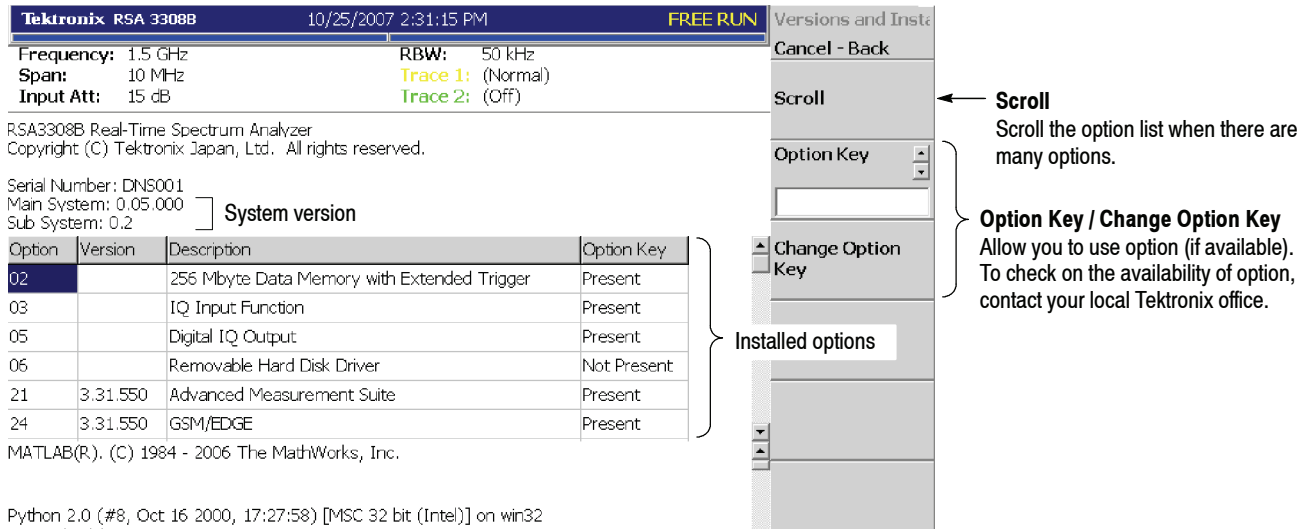 Tektronix RSA 3308B 10/25/2007 2:31:15 PM FREE RUN
Frequency: 1.5 GHz RBW: 50 kHz
Span: 10 MHz Trace 1: (Normal)
Input Att: 15 dB Trace 2: (Off)
RSA3308B Real-Time Spectrum Analyzer
Copyright (C) Tektronix Japan, Ltd. All rights reserved.
Serial Number: DNS001
Main System: 0.05.000
Sub System: 0.2
System version
Option Version Description Option Key
02 256 Mbyte Data Memory with Extended Trigger Present
03 IQ Input Function Present
05 Digital IQ Output Present
06 Removable Hard Disk Driver Not Present
21 3.31.550 Advanced Measurement Suite Present
24 3.31.550 GSM/EDGE Present
Installed options
MATLAB(R). (C) 1984 - 2006 The MathWorks, Inc.
Python 2.0 (#8, Oct 16 2000, 17:27:58) [MSC 32 bit (Intel)] on win32
Versions and Insta
Cancel - Back
Scroll
Option Key
Change Option
Key
Scroll
Scroll the option list when there are
many options.
Option Key / Change Option Key
Allow you to use option (if available).
To check on the availability of option,
contact your local Tektronix office.